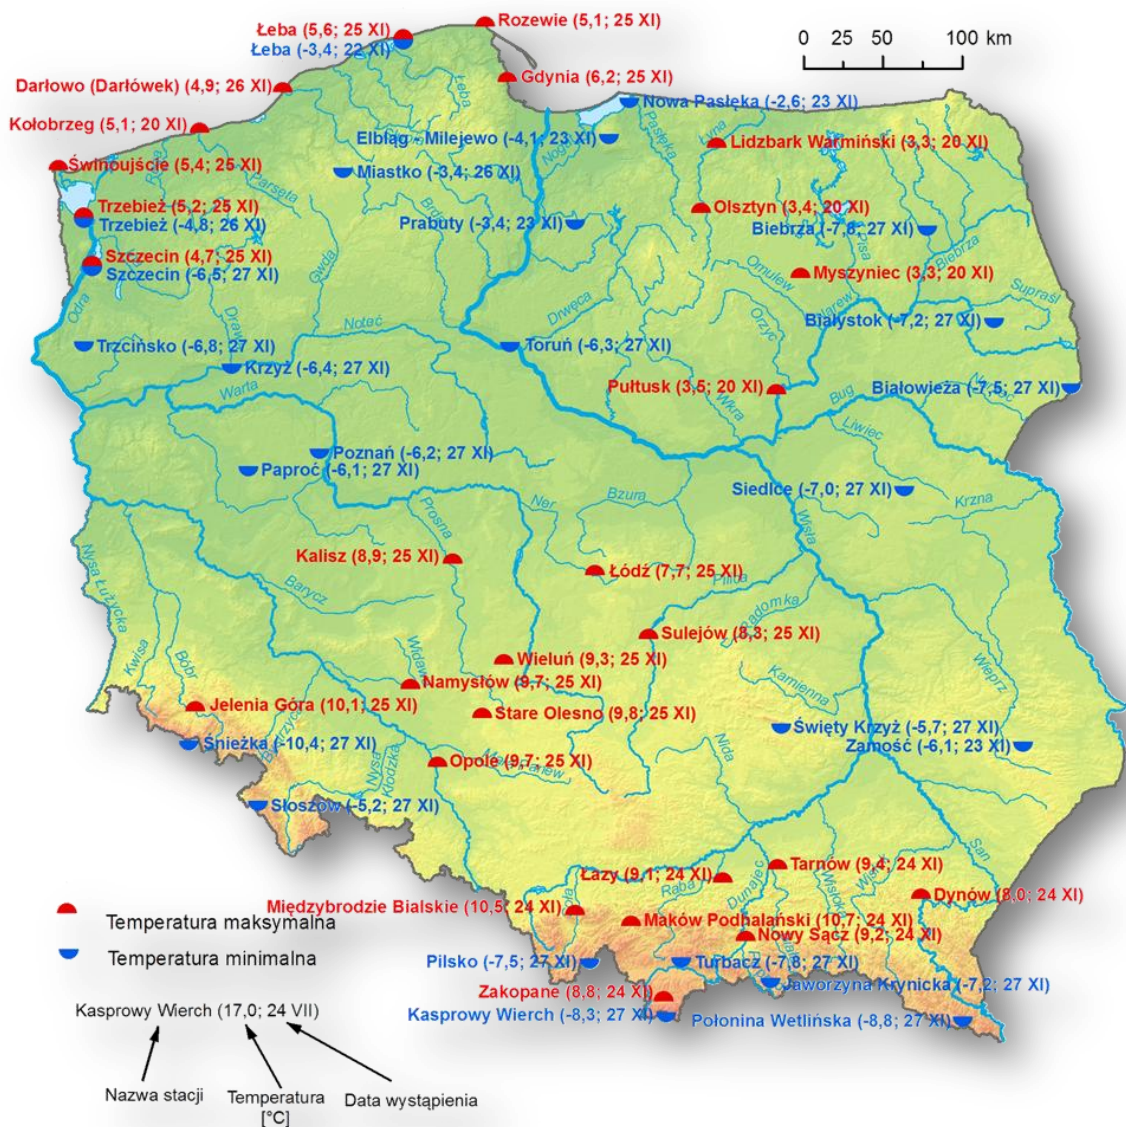 Rozewie (5,1; 25 XI)
Łeba (5,6; 25 XI)
Łeba (-3,4; 22 XI)
0 25 50 100 km
Gdynia (6,2; 25 XI)
Darłowo (Darłówek) (4,9; 26 XI)
Łeba
Nowa Pasłęka (-2,6; 23 XI)
Kołobrzeg (5,1; 20 XI)
Elbląg - Milejewo (-4,1; 23 XI)
Pasłęka
Łyna
Lidzbark Warmiński (3,3; 20 XI)
Świnoujście (5,4; 25 XI)
Miastko (-3,4; 26 XI)
Parsęta
Trzebież (5,2; 25 XI)
Trzebież (-4,8; 26 XI)
Prabuty (-3,4; 23 XI)
Olsztyn (3,4; 20 XI)
Biebrza (-7,8; 27 XI)
Pisa
Biebrza
Szczecin (4,7; 25 XI)
Szczecin (-6,5; 27 XI)
Gwda
Omulew
Myszyniec (3,3; 20 XI)
Supraśl
Odra
Drawa
Noteć
Drwęca
Orzyc
Narew
Białystok (-7,2; 27 XI)
Trzcińsko (-6,8; 27 XI)
Toruń (-6,3; 27 XI)
Krzyż (-6,4; 27 XI)
Warta
Pułtusk (3,5; 20 XI)
Wkra
Bug
Białowieża (-7,5; 27 XI)
Liwiec
Poznań (-6,2; 27 XI)
Paproć (-6,1; 27 XI)
Prosna
Ner
Bzura
Siedlce (-7,0; 27 XI)
Krzna
Wisła
Nysa Łużycka
Kalisz (8,9; 25 XI)
Łódź (7,7; 25 XI)
Pilica
Barycz
Radomka
Kwisa
Bóbr
Widawa
Sulejów (8,3; 25 XI)
Wieluń (9,3; 25 XI)
Namysłów (9,7; 25 XI)
Kamienna
Wieprz
Jelenia Góra (10,1; 25 XI)
Stare Olesno (9,8; 25 XI)
Święty Krzyż (-5,7; 27 XI)
Śnieżka (-10,4; 27 XI)
Zamość (-6,1; 23 XI)
Nida
Nysa Kłodzka
Opole (9,7; 25 XI)
Słoszów (-5,2; 27 XI)
San
Łazy (9,1; 24 XI)
Tarnów (9,4; 24 XI)
Raba
Dunajec
Wisłoka
Dynów (8,0; 24 XI)
Międzybrodzie Bialskie (10,5; 24 XI)
Maków Podhalański (10,7; 24 XI)
Nowy Sącz (9,2; 24 XI)
Pilsko (-7,5; 27 XI)
Turbacz (-7,8; 27 XI)
Jaworzyna Krynicka (-7,2; 27 XI)
Zakopane (8,8; 24 XI)
Kasprowy Wierch (-8,3; 27 XI)
Połonina Wetlińska (-8,8; 27 XI)
Temperatura maksymalna
Temperatura minimalna
Kasprowy Wierch (17,0; 24 VII)
Nazwa stacji
Temperatura
[°C]
Data wystąpienia